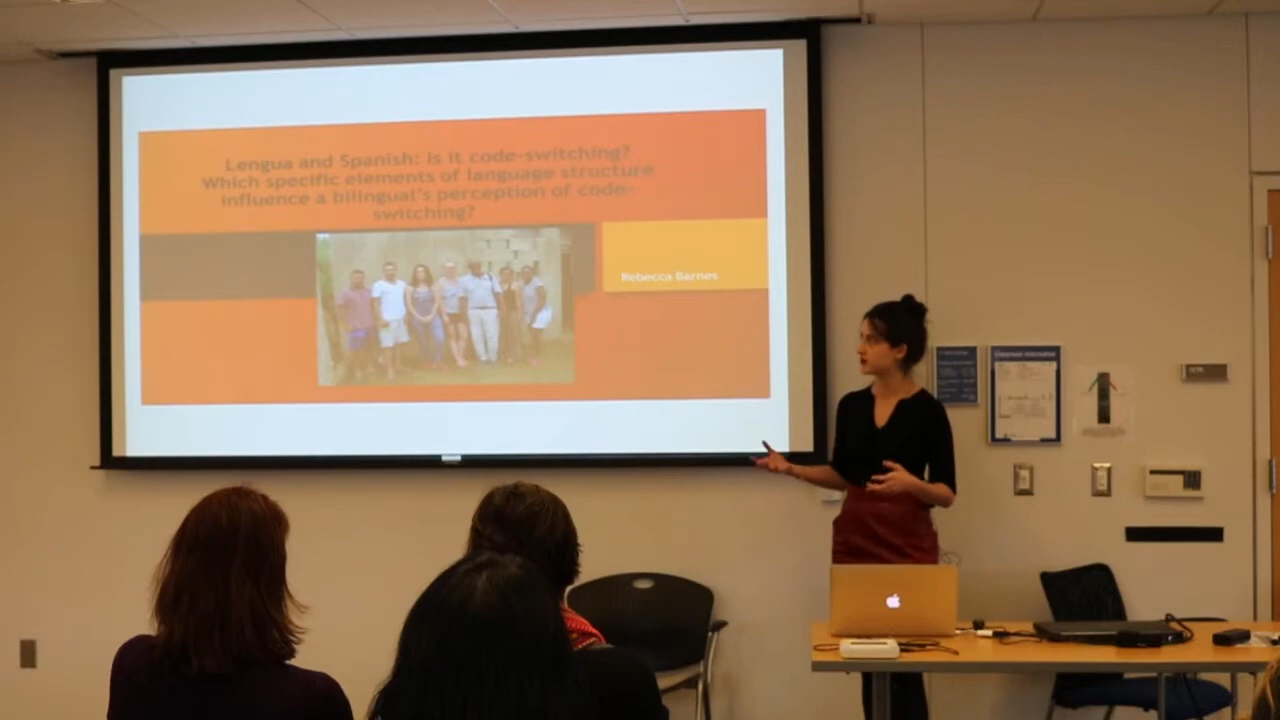 Lengua and Spanish: Is it code-switching?
Which specific elements of language structure
influence a bilingual's perception of code-
switching?
Rebecca Barnes